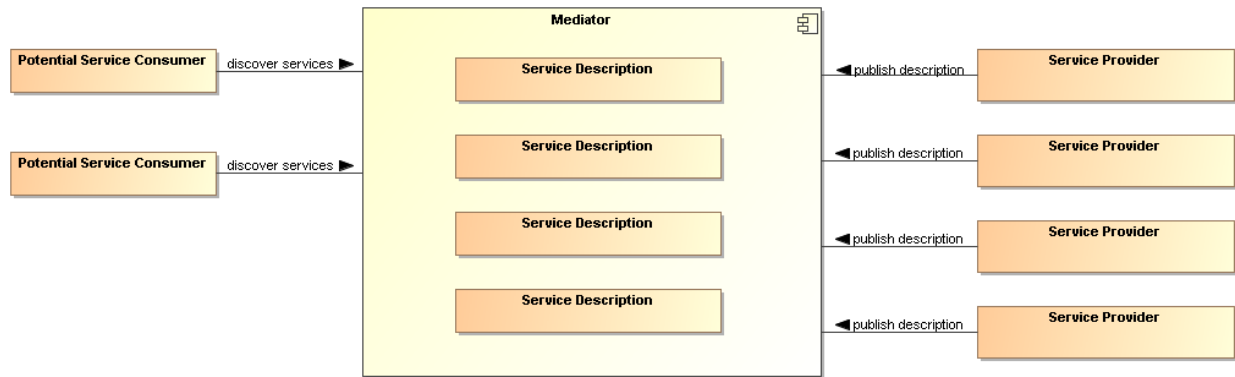 Mediator
Potential Service Consumer
discover services
Service Description
publish description
Service Provider
Potential Service Consumer
discover services
Service Description
publish description
Service Provider
Service Description
publish description
Service Provider
Service Description
publish description
Service Provider